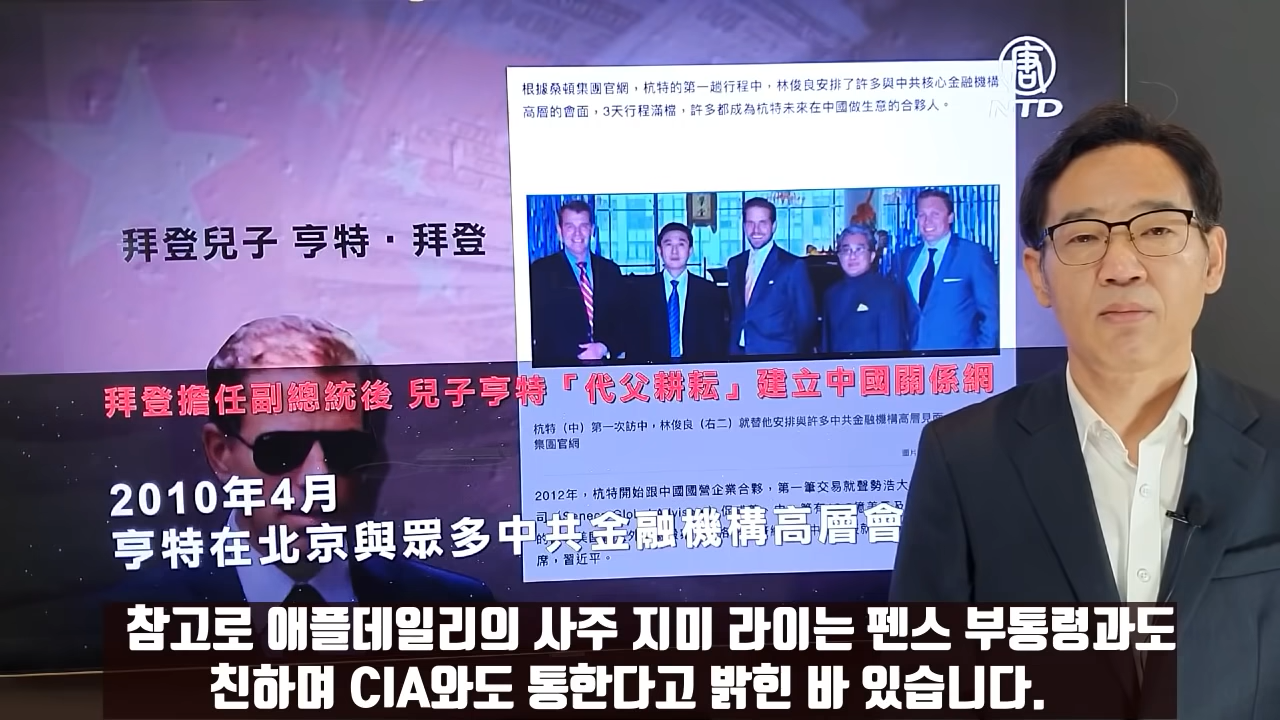 根據桑頓集團官網，杭特的第一趟行程中，林俊良安排了許多與中共核心金融機構
高層的會面，3天行程滿檔，許多都成為杭特未來在中國做生意的合夥人。
唐
NTD
拜登兒子 亨特·拜登
拜登擔任副總統後 兒子亨特「代父耕耘」建立中國關係網
杭特（中）第一次訪中，林俊良（右二）就替他安排與許多中共金融機構高層見面
集團官網
圖片
2012年，杭特開始跟中國國營企業合夥，第一筆交易就聲勢浩大
席，習近平。
2010年4月
亨特在北京與眾多中共金融機構高層會
참고로 애플데일리의 사주 지미 라이는 펜스 부통령과도
친하며 CIA와도 통한다고 밝힌 바 있습니다.